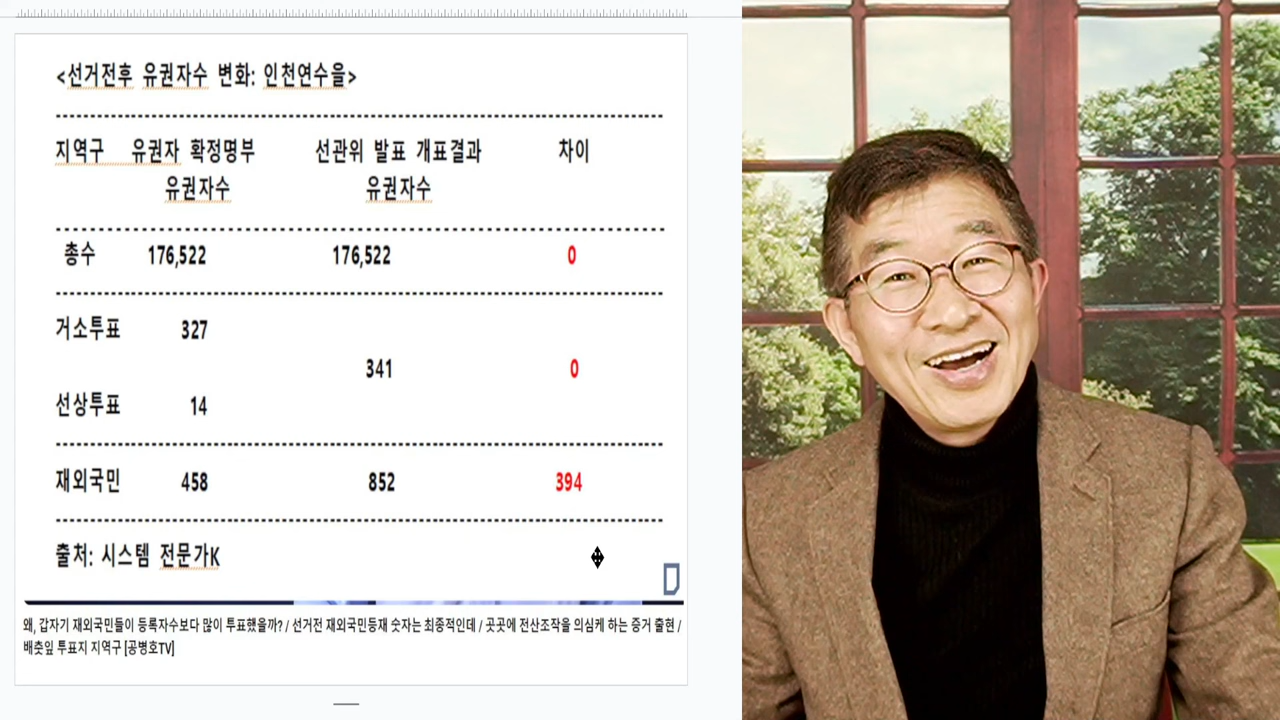 <선거전후 유권자수 변화: 인천연수을>
지역구 유권자 확정명부 선관위 발표 개표결과 차이
유권자수 유권자수
총수 176,522 176,522 0
거소투표 327
341 0
선상투표 14
재외국민 458 852 394
출처: 시스템 전문가K
왜, 갑자기 재외국민들이 등록자수보다 많이 투표했을까? / 선거전 재외국민등재 숫자는 최종적인데 / 곳곳에 전산조작을 의심케 하는 증거 출현 /
배춧잎 투표지 지역구 [공병호TV]